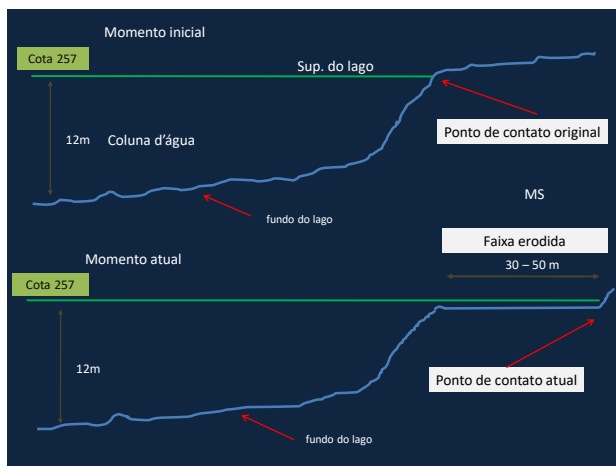 Momento inicial
Cota 257
Sup. do lago
Ponto de contato original
12m
Coluna d'água
fundo do lago
MS
Faixa erodida
30 – 50 m
Momento atual
Cota 257
12m
Ponto de contato atual
fundo do lago